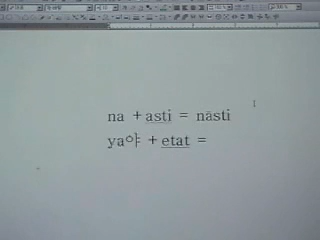 na + asti = nāsti
ya야 + etat =